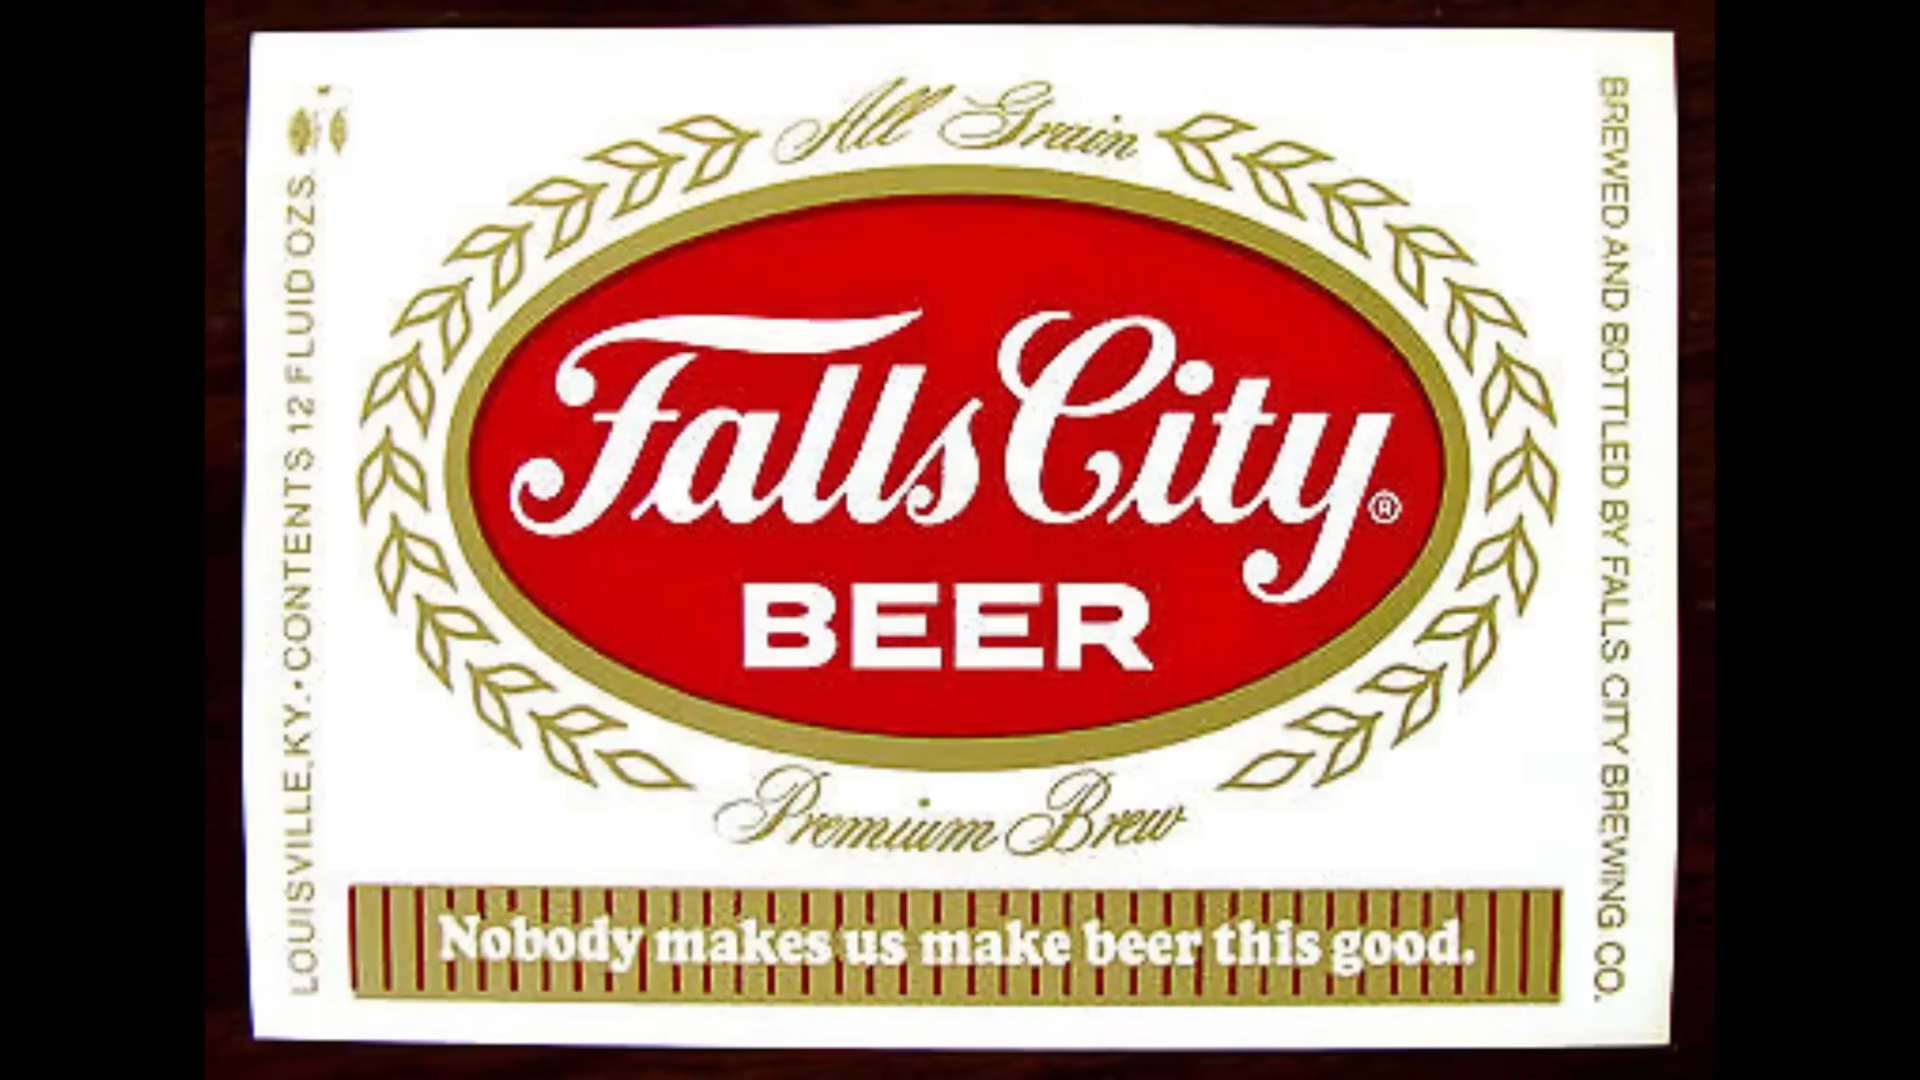 All Grain
Falls City®
BEER
Premium Brew
Nobody makes us make beer this good.
LOUISVILLE, KY. • CONTENTS 12 FLUID OZS
BREWED AND BOTTLED BY FALLS CITY BREWING CO.